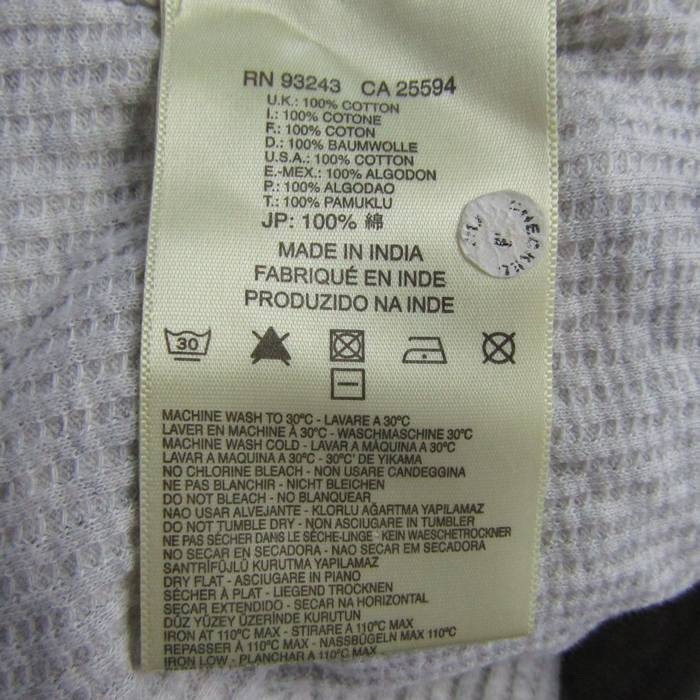 RN 93243 CA 25594
U.K.: 100% COTTON
I.: 100% COTONE
F.: 100% COTON
D.: 100% BAUMWOLLE
U.S.A.: 100% COTTON
E.-MEX.: 100% ALGODON
P.: 100% ALGODAO
T.: 100% PAMUKLU
JP: 100% 綿
MADE IN INDIA
FABRIQUÉ EN INDE
PRODUZIDO NA INDE
30
MACHINE WASH TO 30°C - LAVARE A 30°C
LAVER EN MACHINE À 30°C - WASCHMASCHINE 30°C
MACHINE WASH COLD - LAVAR A MÁQUINA A 30°C
LAVAR A MAQUINA A 30°C - 30°C' DE YIKAMA
NO CHLORINE BLEACH - NON USARE CANDEGGINA
NE PAS BLANCHIR - NICHT BLEICHEN
DO NOT BLEACH - NO BLANQUEAR
NAO USAR ALVEJANTE - KLORLU AĞARTMA YAPILAMAZ
DO NOT TUMBLE DRY - NON ASCIUGARE IN TUMBLER
NE PAS SÉCHER DANS LE SÈCHE-LINGE - KEIN WAESCHETROCKNER
NO SECAR EN SECADORA - NAO SECAR EM SECADORA
SANTRİFÜJLÜ KURUTMA YAPILAMAZ
DRY FLAT - ASCIUGARE IN PIANO
SÉCHER À PLAT - LIEGEND TROCKNEN
SECAR EXTENDIDO - SECAR NA HORIZONTAL
DÜZ YÜZEY ÜZERİNDE KURUTUN
IRON AT 110°C MAX - STIRARE A 110°C MAX
REPASSER À 110°C MAX - NASSBÜGELN MAX 110°C
IRON LOW - PLANCHAR A 110°C MAX